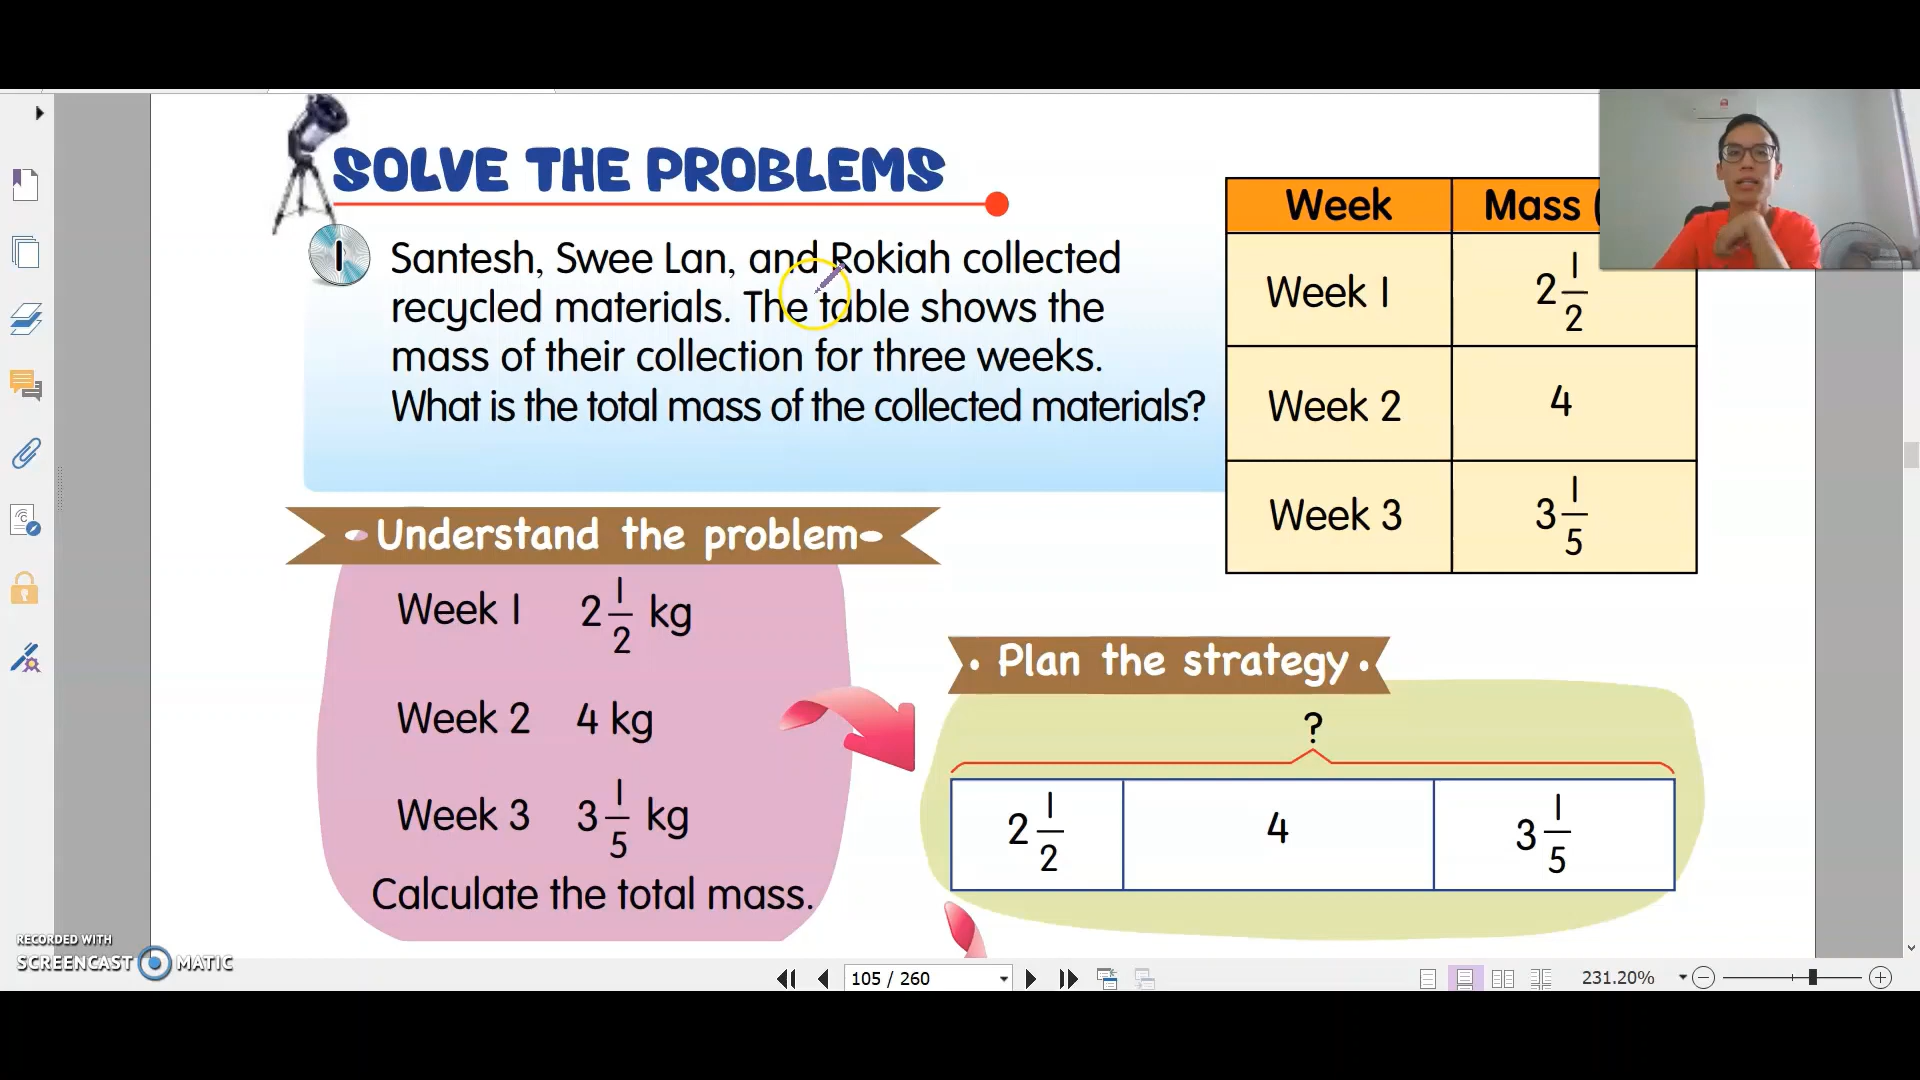 SOLVE THE PROBLEMS
1 Santesh, Swee Lan, and Rokiah collected
recycled materials. The table shows the
mass of their collection for three weeks.
What is the total mass of the collected materials?
Week Mass (
Week 1 2 1/2
Week 2 4
Week 3 3 1/5
Understand the problem
Week 1 2 1/2 kg
Week 2 4 kg
Week 3 3 1/5 kg
Calculate the total mass.
Plan the strategy
?
2 1/2 4 3 1/5
RECORDED WITH
SCREENCAST MATIC
105 / 260
231.20%